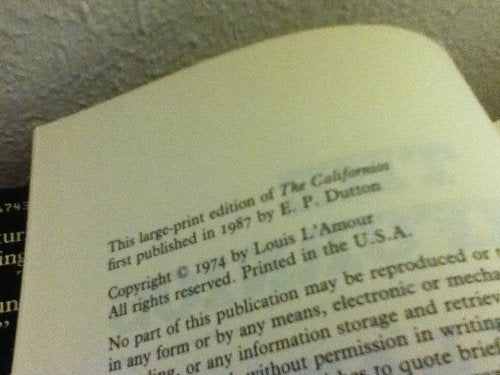 This large-print edition of The Californios
first published in 1987 by E. P. Dutton
Copyright © 1974 by Louis L'Amour
All rights reserved. Printed in the U.S.A.
No part of this publication may be reproduced or
in any form or by any means, electronic or mecha
or any information storage and retrie
without permission in writing
to quote brief